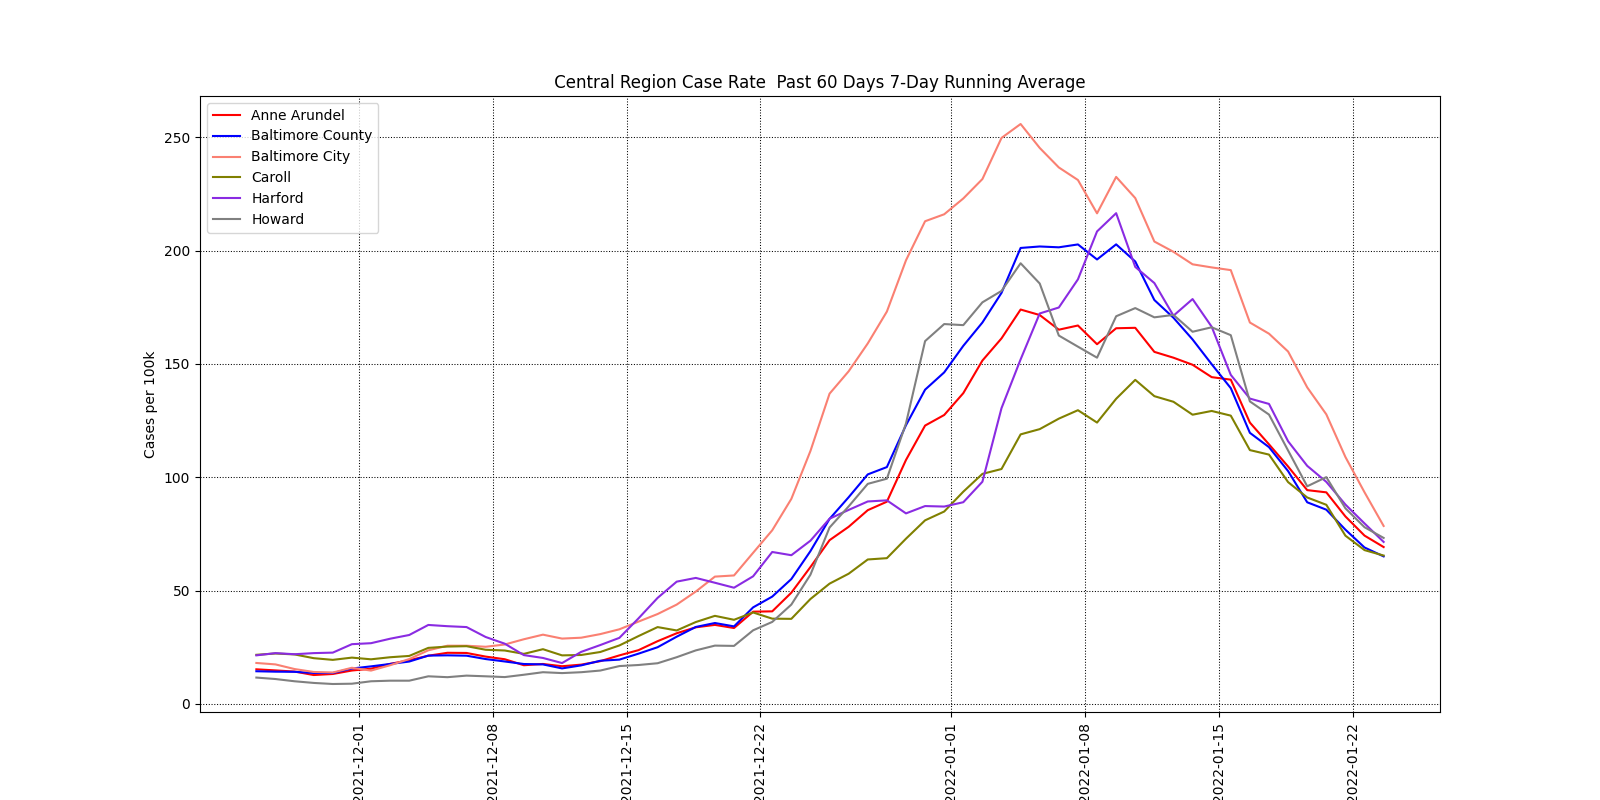 Central Region Case Rate  Past 60 Days 7-Day Running Average
Anne Arundel
Baltimore County
Baltimore City
Caroll
Harford
Howard
Cases per 100k
250
200
150
100
50
0
2021-12-01
2021-12-08
2021-12-15
2021-12-22
2022-01-01
2022-01-08
2022-01-15
2022-01-22